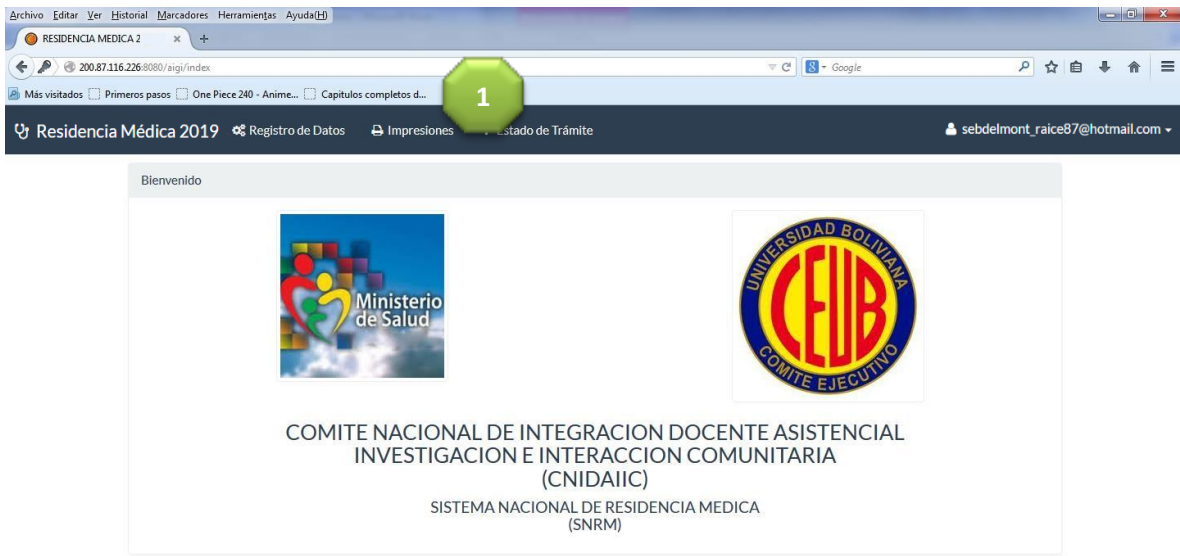 Archivo Editar Ver Historial Marcadores Herramientas Ayuda(H)
RESIDENCIA MEDICA 2 × +
200.87.116.226:8080/aigi/index
8 Google
Más visitados Primeros pasos One Piece 240 - Anime... Capitulos completos d...
1
Residencia Médica 2019 Registro de Datos Impresiones Estado de Trámite sebdelmont_raice87@hotmail.com
Bienvenido
Ministerio
de Salud
UNIVERSIDAD BOLIVIANA
CEUB
COMITE EJECUTIVO
COMITE NACIONAL DE INTEGRACION DOCENTE ASISTENCIAL
INVESTIGACION E INTERACCION COMUNITARIA
(CNIDAIIC)
SISTEMA NACIONAL DE RESIDENCIA MEDICA
(SNRM)